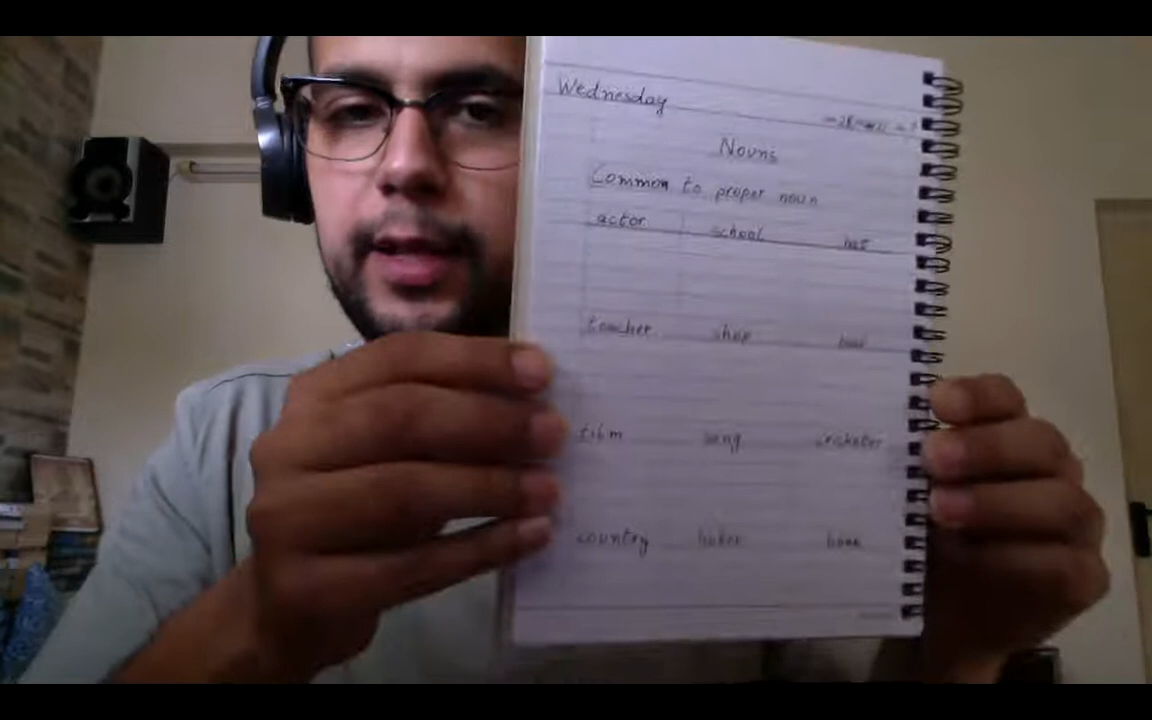 Wednesday
Nouns
Common to proper noun
actor school
teacher shop
film song cricketer
country